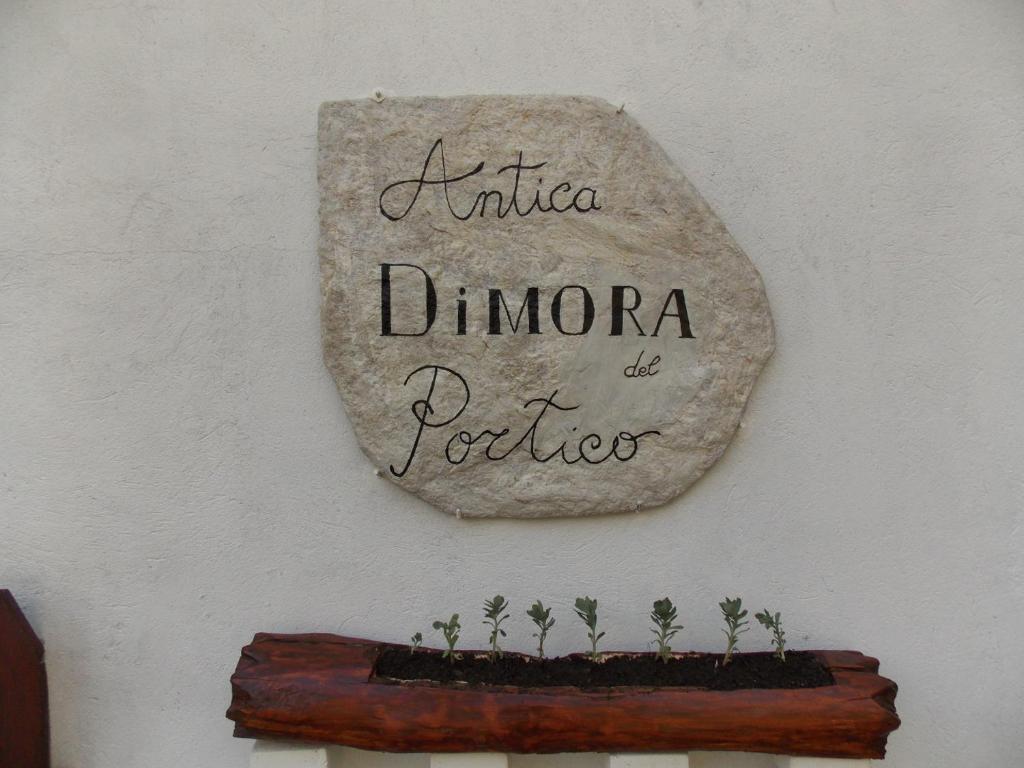 Antica
DiMORA
del
Portico